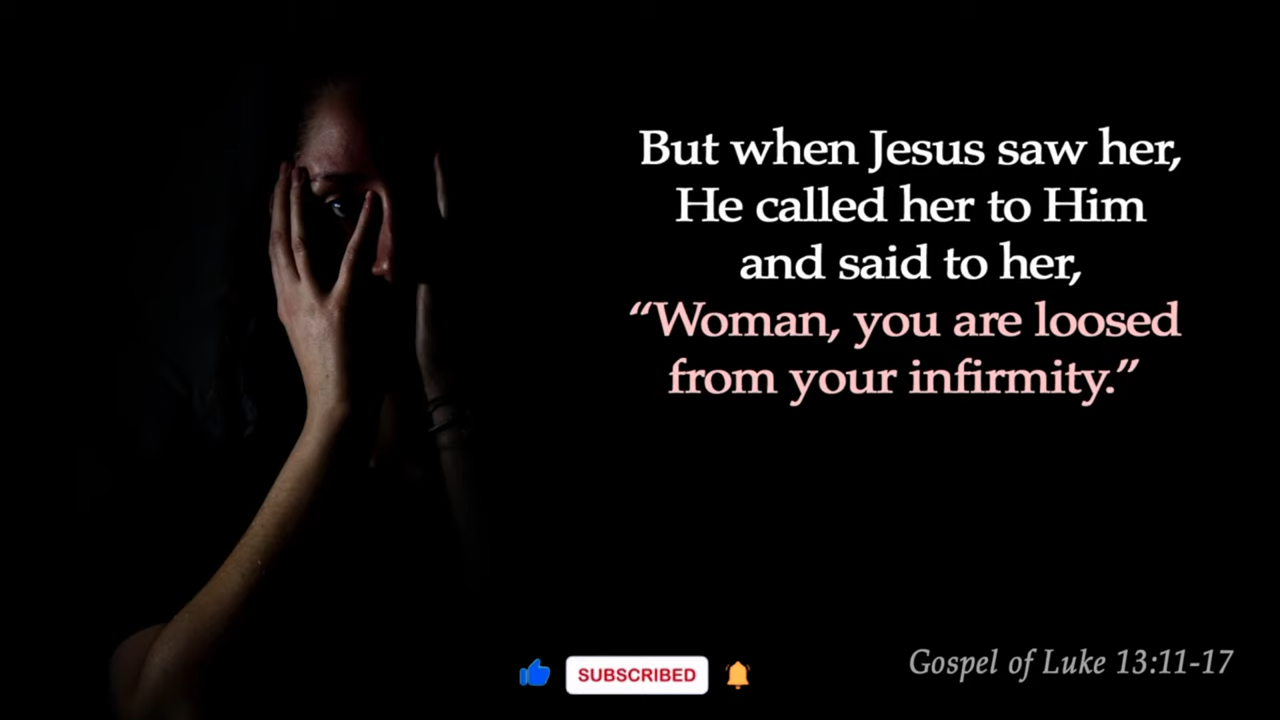 But when Jesus saw her,
He called her to Him
and said to her,
“Woman, you are loosed
from your infirmity.”
SUBSCRIBED
Gospel of Luke 13:11-17